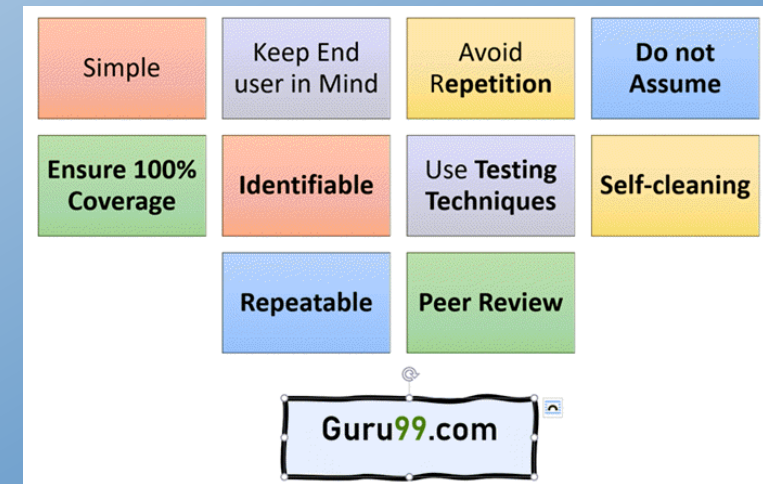 Simple
Keep End
user in Mind
Avoid
Repetition
Do not
Assume
Ensure 100%
Coverage
Identifiable
Use Testing
Techniques
Self-cleaning
Repeatable
Peer Review
Guru99.com